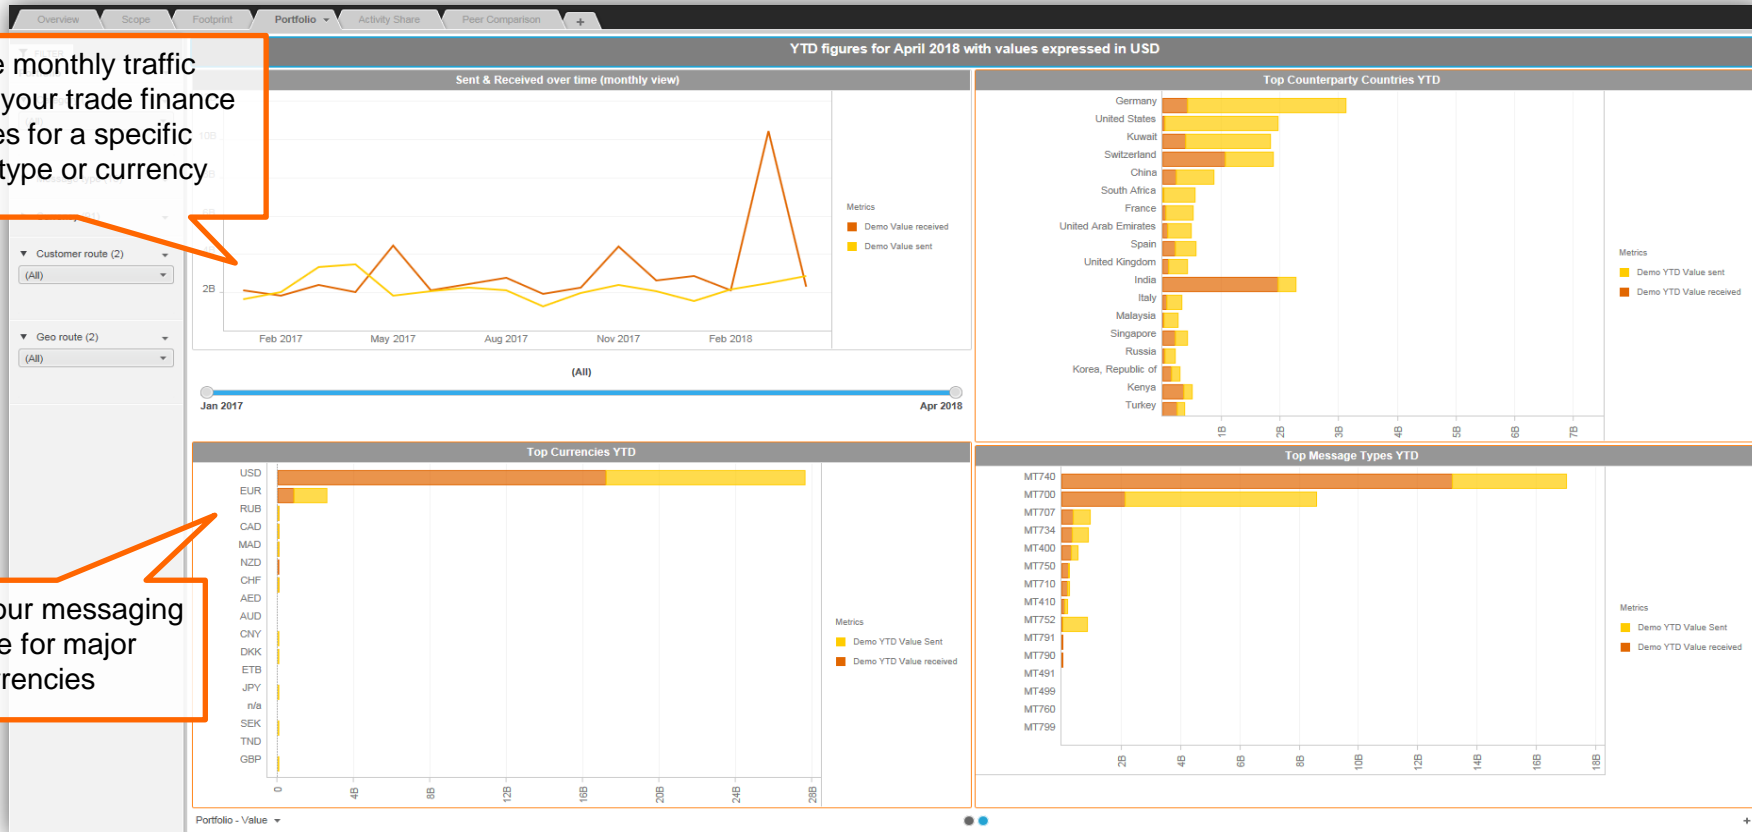 Overview
Scope
Footprint
Portfolio
Activity Share
Peer Comparison
+
FILTER
monthly traffic
your trade finance
for a specific
type or currency
Customer route (2)
(All)
Geo route (2)
(All)
YTD figures for April 2018 with values expressed in USD
Sent & Received over time (monthly view)
10B
2B
Feb 2017
May 2017
Aug 2017
Nov 2017
Feb 2018
Metrics
Demo Value received
Demo Value sent
(All)
Jan 2017
Apr 2018
Top Counterparty Countries YTD
Germany
United States
Kuwait
Switzerland
China
South Africa
France
United Arab Emirates
Spain
United Kingdom
India
Italy
Malaysia
Singapore
Russia
Korea, Republic of
Kenya
Turkey
1B
2B
3B
4B
5B
6B
7B
Metrics
Demo YTD Value sent
Demo YTD Value received
Top Currencies YTD
USD
EUR
RUB
CAD
MAD
NZD
CHF
AED
AUD
CNY
DKK
ETB
JPY
n/a
SEK
TND
GBP
0
4B
8B
12B
16B
20B
24B
28B
Metrics
Demo YTD Value Sent
Demo YTD Value received
our messaging
for major
Top Message Types YTD
MT740
MT700
MT707
MT734
MT400
MT750
MT710
MT410
MT752
MT791
MT790
MT491
MT499
MT760
MT799
2B
4B
6B
8B
10B
12B
14B
16B
18B
Metrics
Demo YTD Value Sent
Demo YTD Value received
Portfolio - Value
+